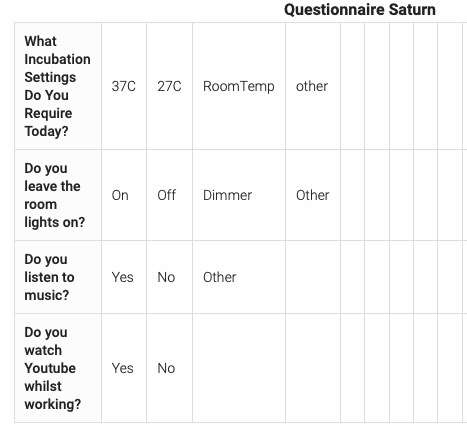 Questionnaire Saturn
What
Incubation
Settings
Do You
Require
Today?
37C 27C RoomTemp other
Do you
leave the
room
lights on?
On Off Dimmer Other
Do you
listen to
music?
Yes No Other
Do you
watch
Youtube
whilst
working?
Yes No